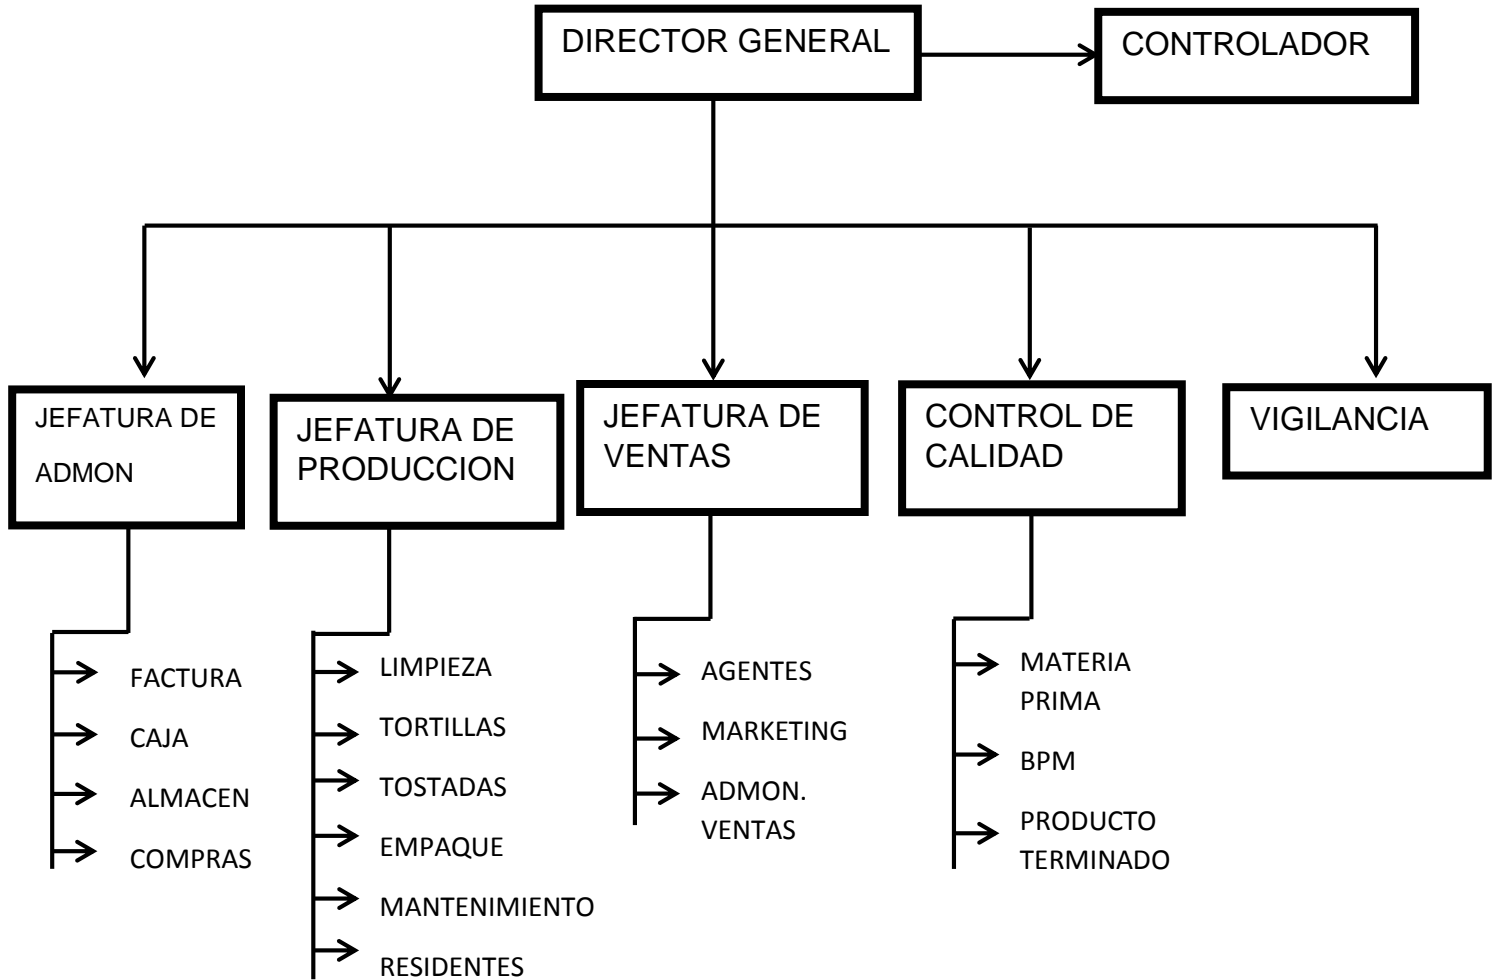 DIRECTOR GENERAL
CONTROLADOR
JEFATURA DE
ADMON
JEFATURA DE
PRODUCCION
JEFATURA DE
VENTAS
CONTROL DE
CALIDAD
VIGILANCIA
FACTURA
CAJA
ALMACEN
COMPRAS
LIMPIEZA
TORTILLAS
TOSTADAS
EMPAQUE
MANTENIMIENTO
RESIDENTES
AGENTES
MARKETING
ADMON.
VENTAS
MATERIA
PRIMA
BPM
PRODUCTO
TERMINADO